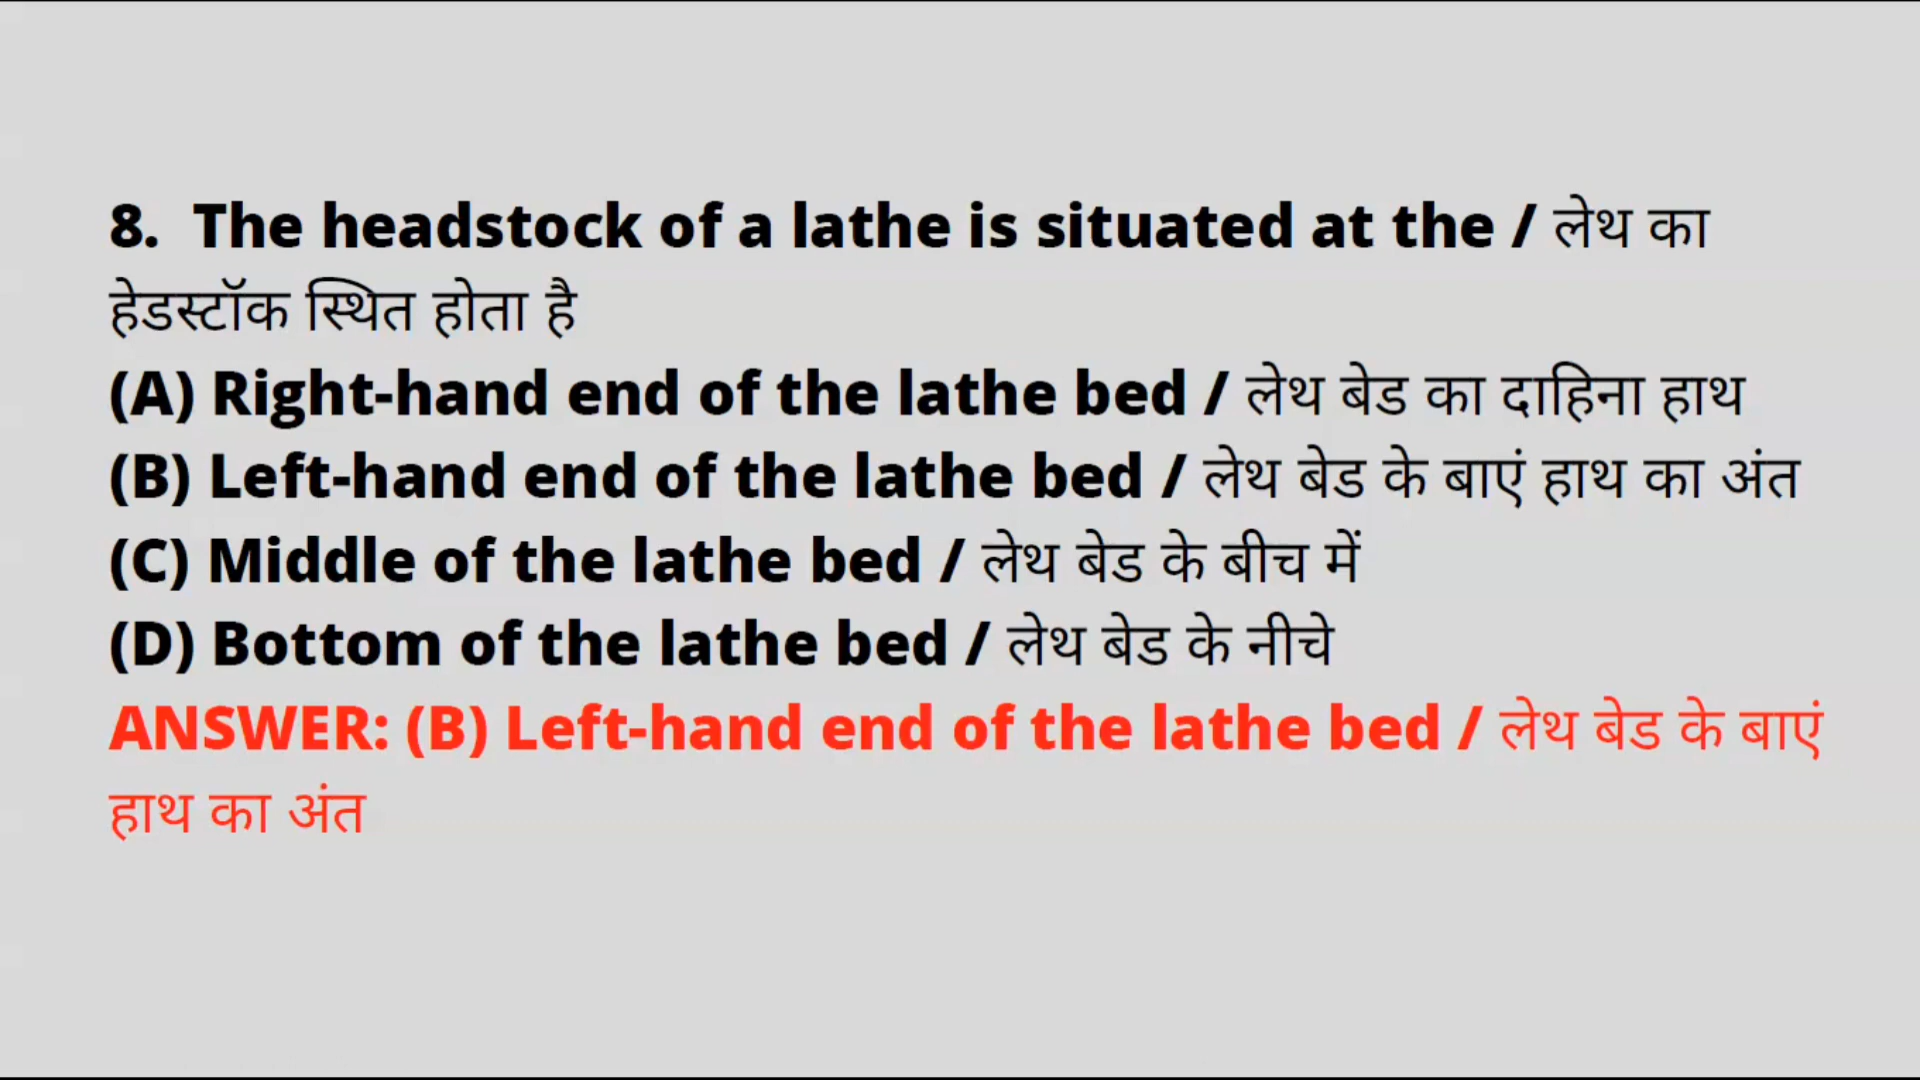 8. The headstock of a lathe is situated at the / लेथ का
हेडस्टॉक स्थित होता है
(A) Right-hand end of the lathe bed / लेथ बेड का दाहिना हाथ
(B) Left-hand end of the lathe bed / लेथ बेड के बाएं हाथ का अंत
(C) Middle of the lathe bed / लेथ बेड के बीच में
(D) Bottom of the lathe bed / लेथ बेड के नीचे
ANSWER: (B) Left-hand end of the lathe bed / लेथ बेड के बाएं
हाथ का अंत